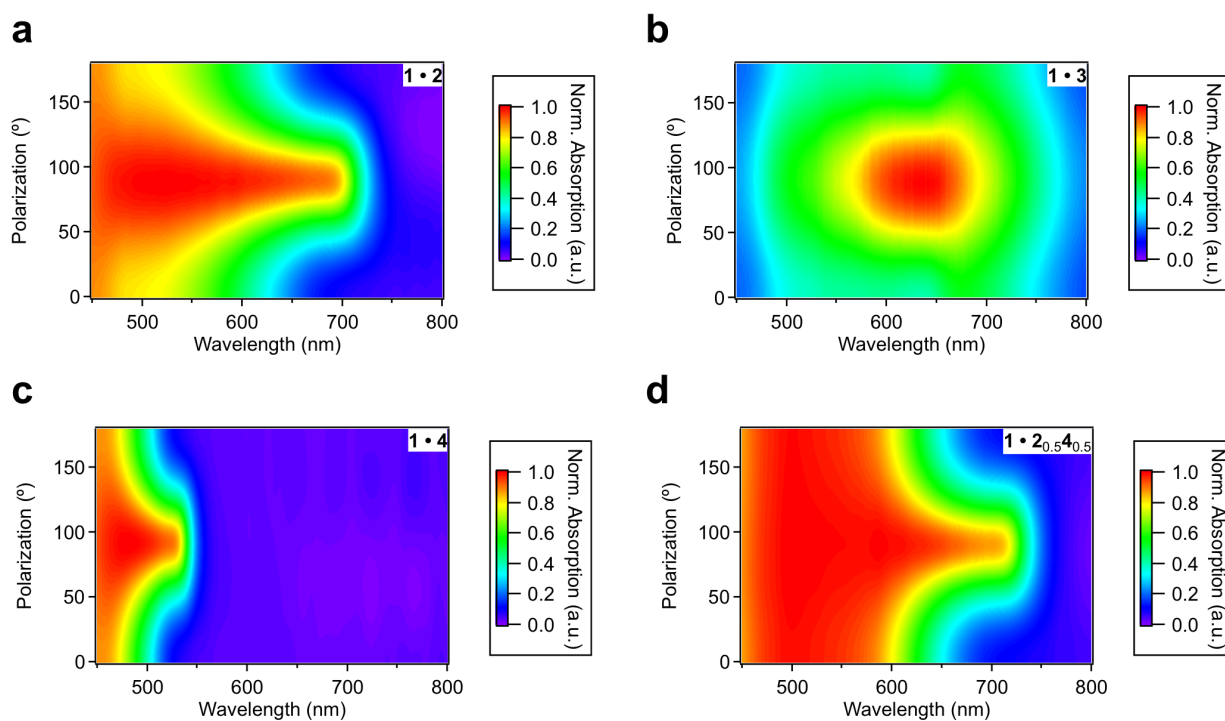 a
1 • 2
150
100
50
0
Polarization (º)
500
600
700
800
Wavelength (nm)
1.0
0.8
0.6
0.4
0.2
0.0
Norm. Absorption (a.u.)
b
1 • 3
150
100
50
0
Polarization (º)
500
600
700
800
Wavelength (nm)
1.0
0.8
0.6
0.4
0.2
0.0
Norm. Absorption (a.u.)
c
1 • 4
150
100
50
0
Polarization (º)
500
600
700
800
Wavelength (nm)
1.0
0.8
0.6
0.4
0.2
0.0
Norm. Absorption (a.u.)
d
1 • 2₀.₅4₀.₅
150
100
50
0
Polarization (º)
500
600
700
800
Wavelength (nm)
1.0
0.8
0.6
0.4
0.2
0.0
Norm. Absorption (a.u.)